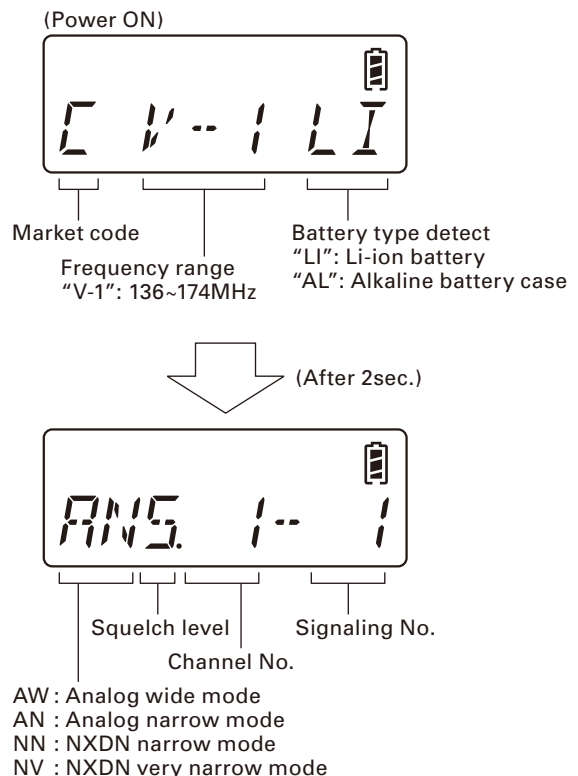 (Power ON)
C V--1 LI
Market code
Frequency range
“V-1”: 136~174MHz
Battery type detect
“LI”: Li-ion battery
“AL”: Alkaline battery case
(After 2sec.)
ANS. 1-- 1
Squelch level
Signaling No.
Channel No.
AW : Analog wide mode
AN : Analog narrow mode
NN : NXDN narrow mode
NV : NXDN very narrow mode